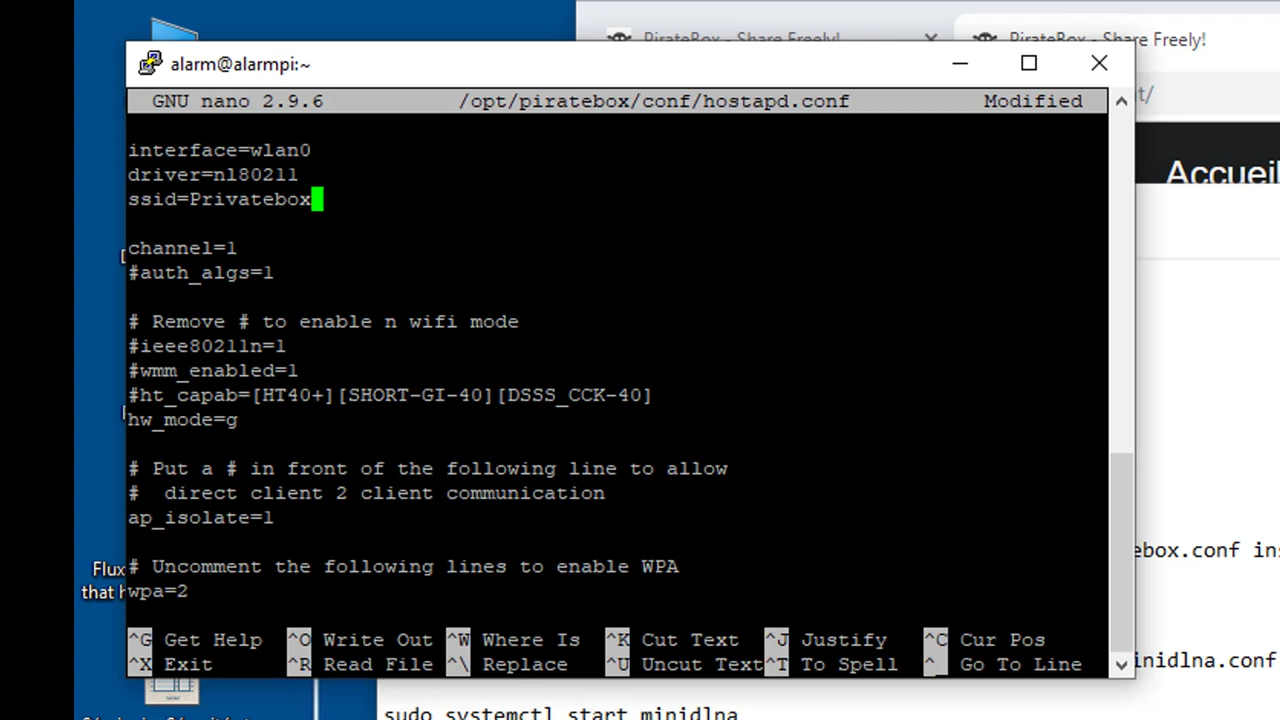 PirateBox - Share Freely!
PirateBox - Share Freely!
alarm@alarmpi:~
GNU nano 2.9.6 /opt/piratebox/conf/hostapd.conf Modified
interface=wlan0
driver=nl80211
ssid=Privatebox
channel=1
#auth_algs=1
# Remove # to enable n wifi mode
#ieee80211n=1
#wmm_enabled=1
#ht_capab=[HT40+][SHORT-GI-40][DSSS_CCK-40]
hw_mode=g
# Put a # in front of the following line to allow
#  direct client 2 client communication
ap_isolate=1
# Uncomment the following lines to enable WPA
wpa=2
^G Get Help ^O Write Out ^W Where Is ^K Cut Text ^J Justify ^C Cur Pos
^X Exit ^R Read File ^\ Replace ^U Uncut Text ^T To Spell ^_ Go To Line
Accueil
Flux
that h
ebox.conf ins
inidlna.conf
sudo systemctl start minidlna